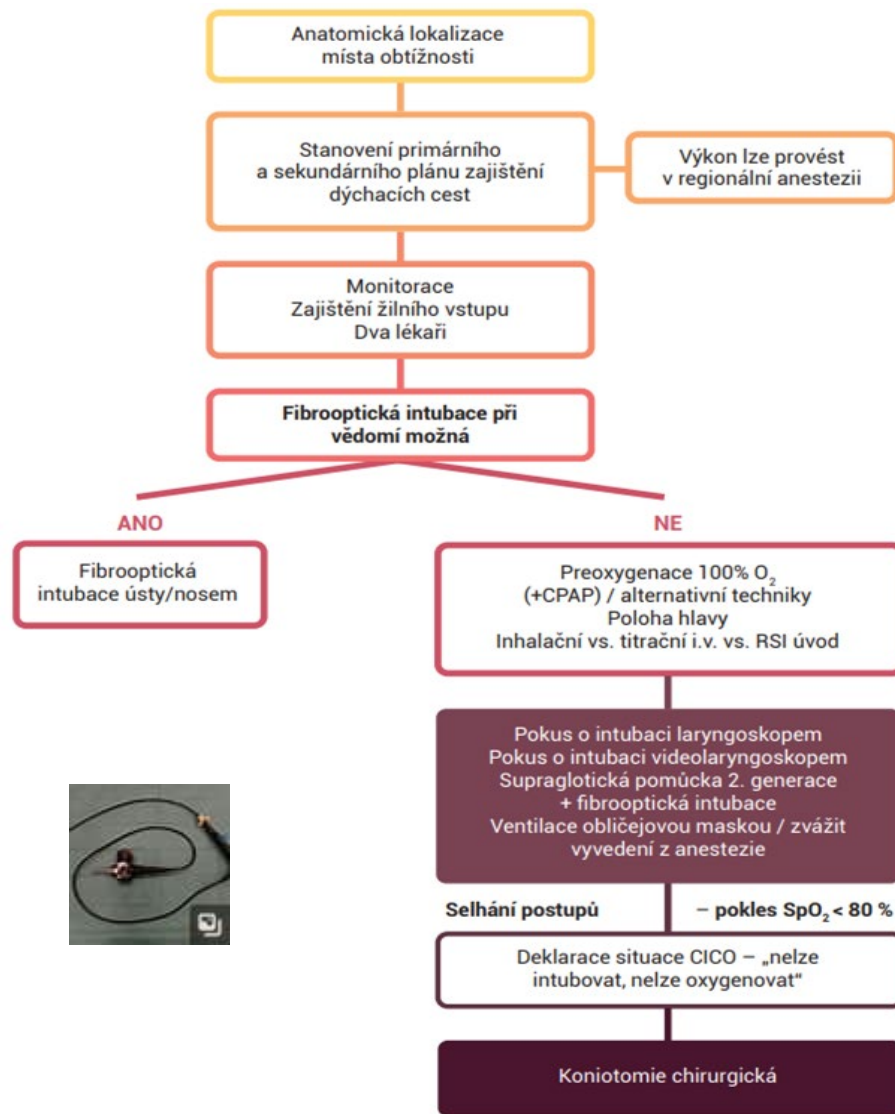 Anatomická lokalizace
místa obtížnosti
Stanovení primárního
a sekundárního plánu zajištění
dýchacích cest
Výkon lze provést
v regionální anestezii
Monitorace
Zajištění žilního vstupu
Dva lékaři
Fibrooptická intubace při
vědomí možná
ANO
Fibrooptická
intubace ústy/nosem
NE
Preoxygenace 100% O₂
(+CPAP) / alternativní techniky
Poloha hlavy
Inhalační vs. titrační i.v. vs. RSI úvod
Pokus o intubaci laryngoskopem
Pokus o intubaci videolaryngoskopem
Supraglotická pomůcka 2. generace
+ fibrooptická intubace
Ventilace obličejovou maskou / zvážit
vyvedení z anestezie
Selhání postupů – pokles SpO₂ < 80 %
Deklarace situace CICO – „nelze
intubovat, nelze oxygenovat“
Koniotomie chirurgická